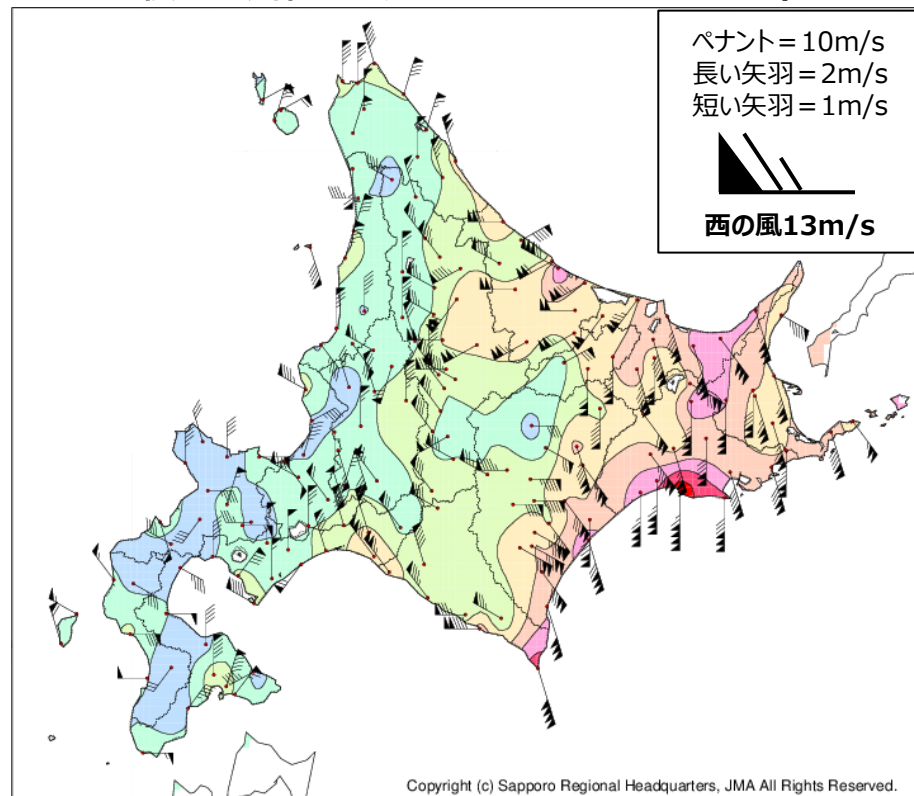 ペナント＝10m/s
長い矢羽＝2m/s
短い矢羽＝1m/s
西の風13m/s
Copyright (c) Sapporo Regional Headquarters, JMA All Rights Reserved.